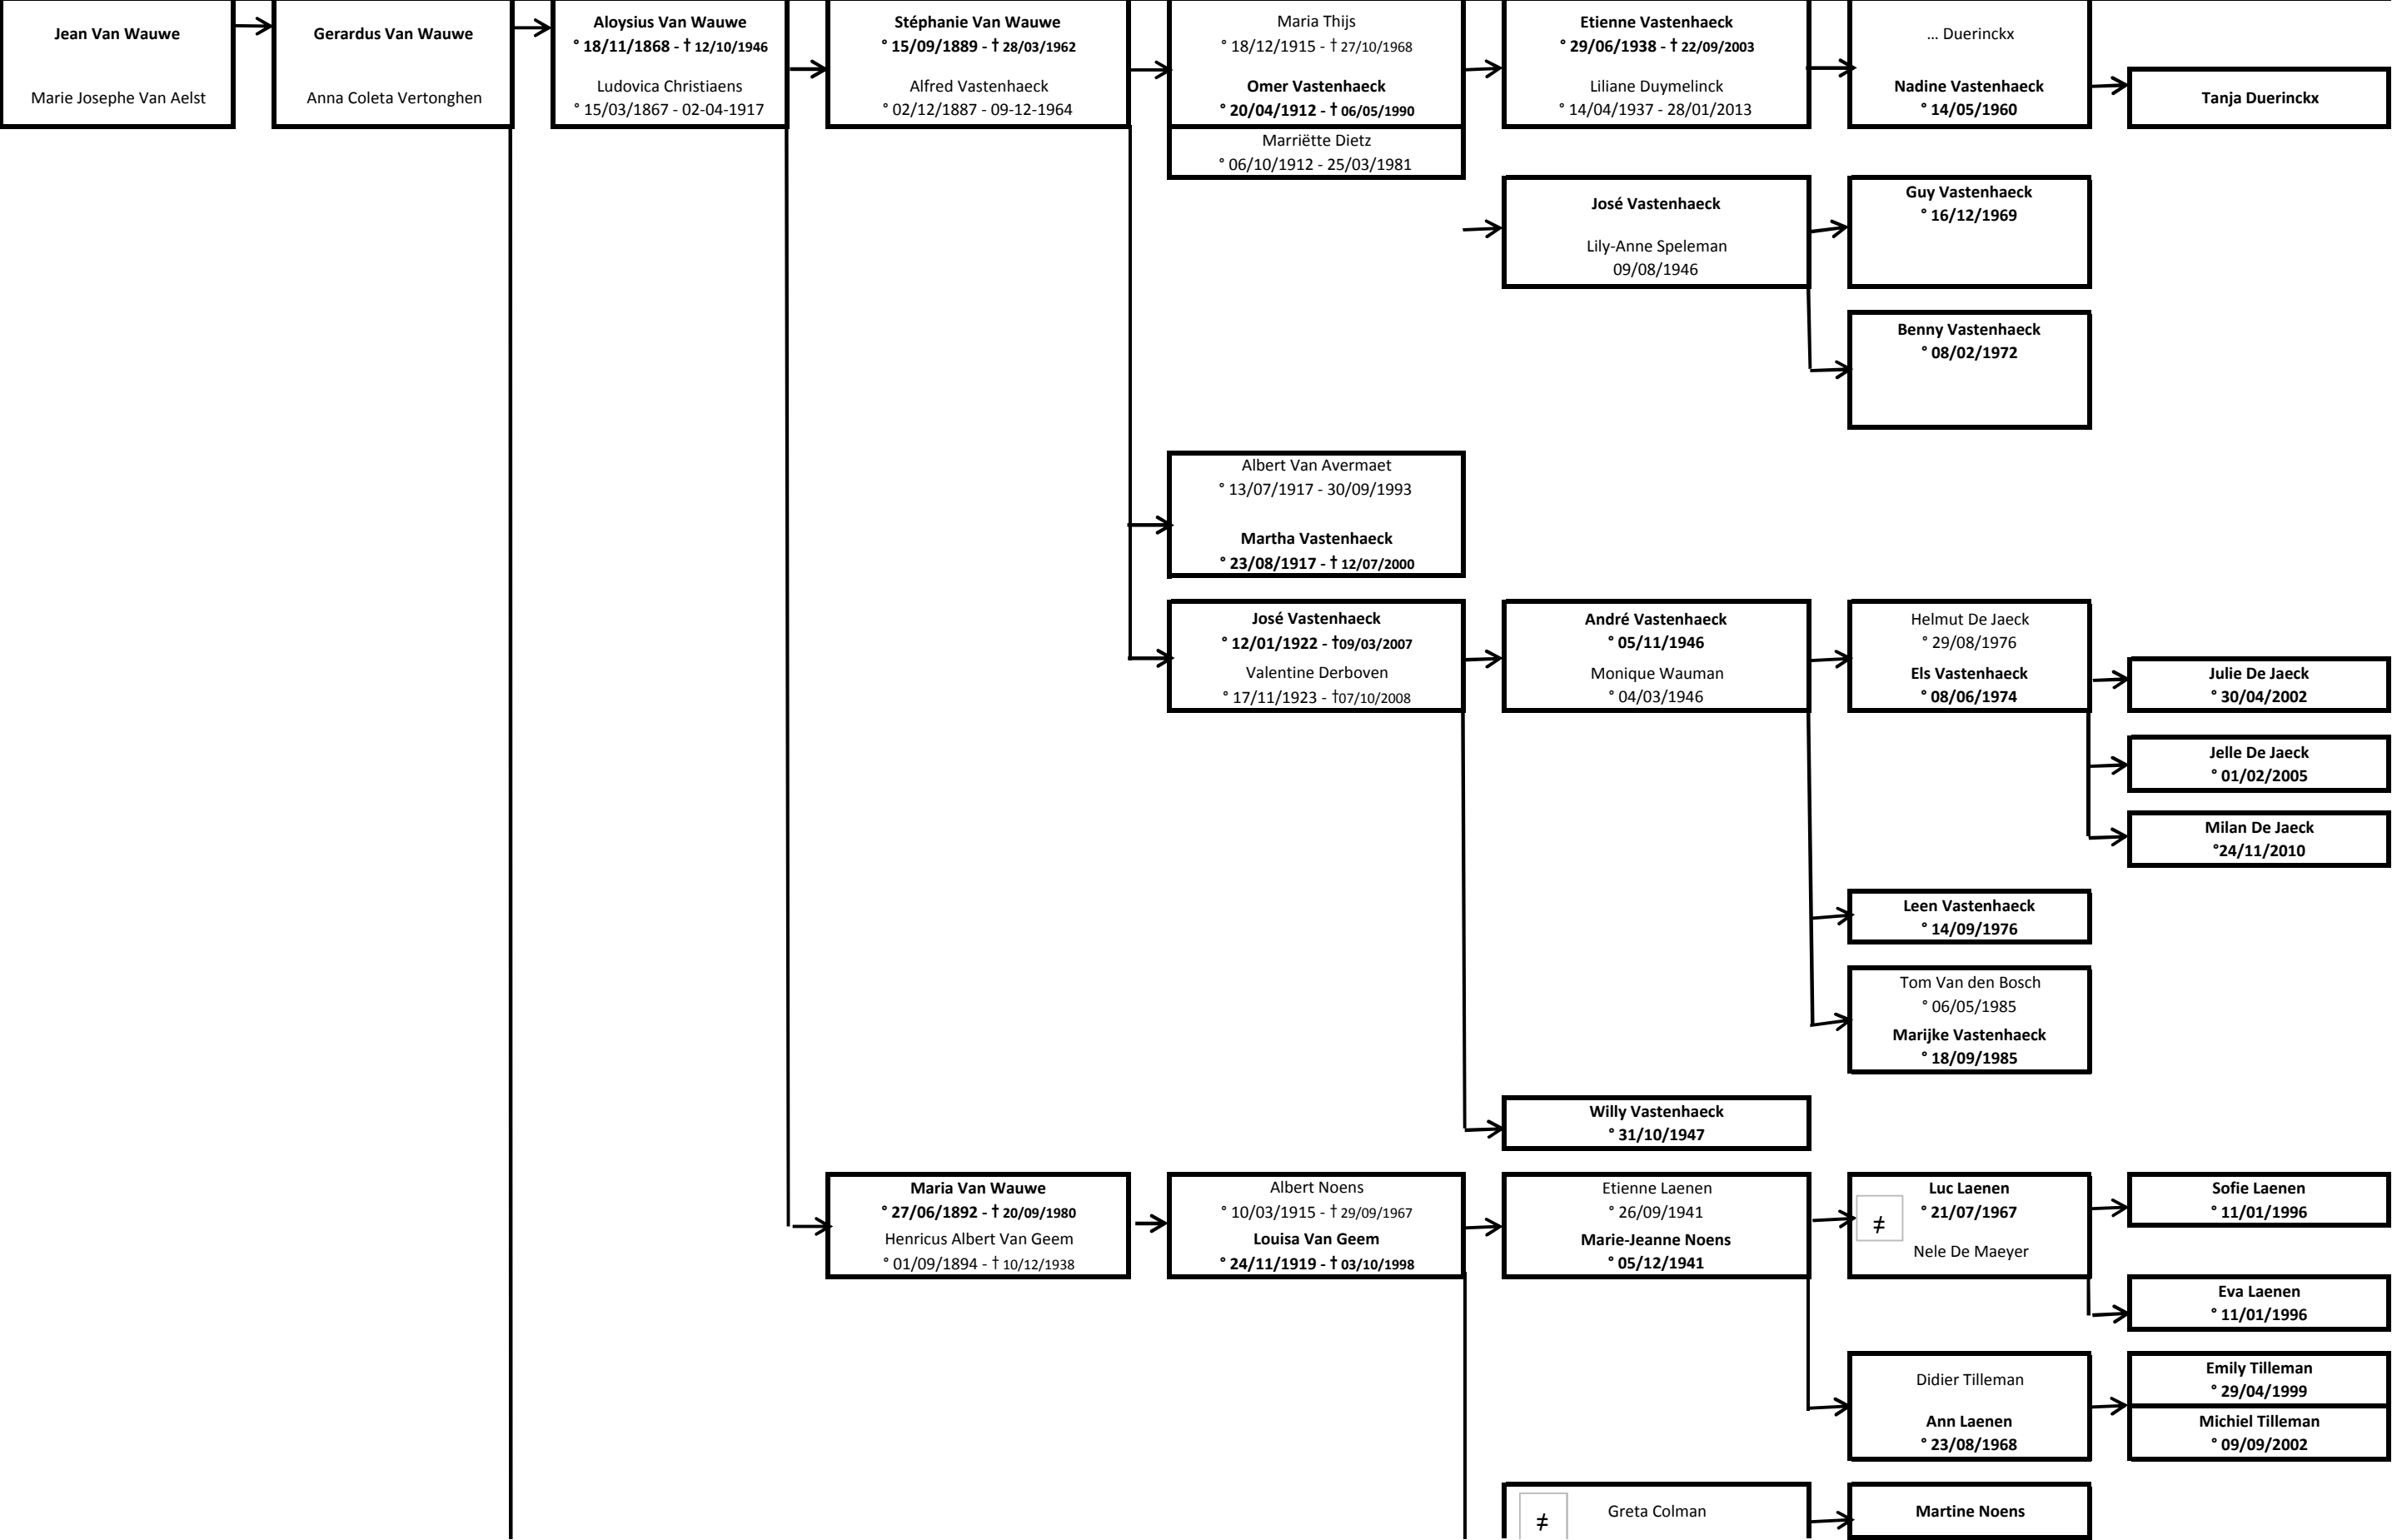 Jean Van Wauwe
Marie Josephe Van Aelst
Gerardus Van Wauwe
Anna Coleta Vertonghen
Aloysius Van Wauwe
° 18/11/1868 - † 12/10/1946
Ludovica Christiaens
° 15/03/1867 - 02-04-1917
Stéphanie Van Wauwe
° 15/09/1889 - † 28/03/1962
Alfred Vastenhaeck
° 02/12/1887 - 09-12-1964
Maria Thijs
° 18/12/1915 - † 27/10/1968
Omer Vastenhaeck
° 20/04/1912 - † 06/05/1990
Marriëtte Dietz
° 06/10/1912 - 25/03/1981
Etienne Vastenhaeck
° 29/06/1938 - † 22/09/2003
Liliane Duymelinck
° 14/04/1937 - 28/01/2013
... Duerinckx
Nadine Vastenhaeck
° 14/05/1960
Tanja Duerinckx
José Vastenhaeck
Lily-Anne Speleman
09/08/1946
Guy Vastenhaeck
° 16/12/1969
Benny Vastenhaeck
° 08/02/1972
Albert Van Avermaet
° 13/07/1917 - 30/09/1993
Martha Vastenhaeck
° 23/08/1917 - † 12/07/2000
José Vastenhaeck
° 12/01/1922 - †09/03/2007
Valentine Derboven
° 17/11/1923 - †07/10/2008
André Vastenhaeck
° 05/11/1946
Monique Wauman
° 04/03/1946
Helmut De Jaeck
° 29/08/1976
Els Vastenhaeck
° 08/06/1974
Julie De Jaeck
° 30/04/2002
Jelle De Jaeck
° 01/02/2005
Milan De Jaeck
°24/11/2010
Leen Vastenhaeck
° 14/09/1976
Tom Van den Bosch
° 06/05/1985
Marijke Vastenhaeck
° 18/09/1985
Willy Vastenhaeck
° 31/10/1947
Maria Van Wauwe
° 27/06/1892 - † 20/09/1980
Henricus Albert Van Geem
° 01/09/1894 - † 10/12/1938
Albert Noens
° 10/03/1915 - † 29/09/1967
Louisa Van Geem
° 24/11/1919 - † 03/10/1998
Etienne Laenen
° 26/09/1941
Marie-Jeanne Noens
° 05/12/1941
Luc Laenen
° 21/07/1967
≠
Nele De Maeyer
Sofie Laenen
° 11/01/1996
Eva Laenen
° 11/01/1996
Didier Tilleman
Ann Laenen
° 23/08/1968
Emily Tilleman
° 29/04/1999
Michiel Tilleman
° 09/09/2002
≠
Greta Colman
Martine Noens